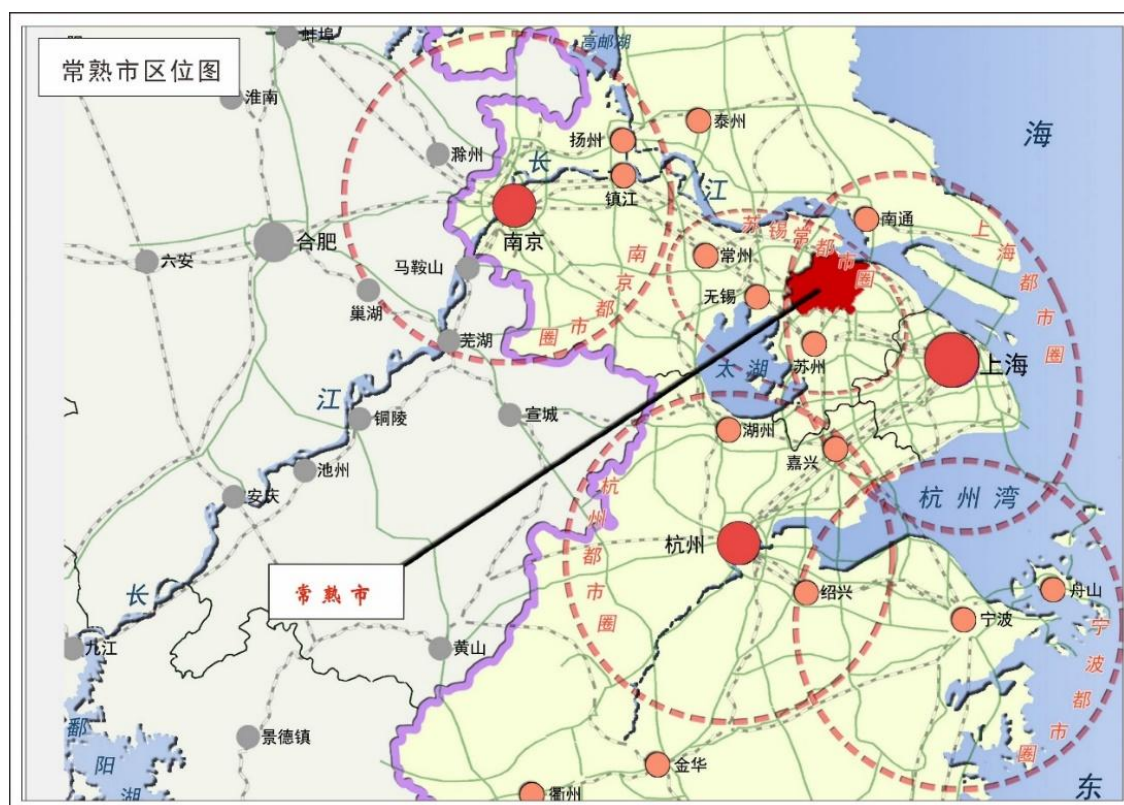 常熟市区位图
蚌埠
高邮湖
淮南
泰州
扬州
滁州
海
长
江
镇江
南通
合肥
南京
苏锡常都市圈
上海都市圈
六安
马鞍山
常州
南京都市圈
无锡
巢湖
芜湖
苏州
太湖
上海
江
铜陵
宣城
湖州
嘉兴
池州
安庆
杭州湾
杭州都市圈
杭州
常熟市
长
绍兴
舟山
宁波
宁波都市圈
九江
黄山
鄱阳湖
景德镇
金华
衢州
东